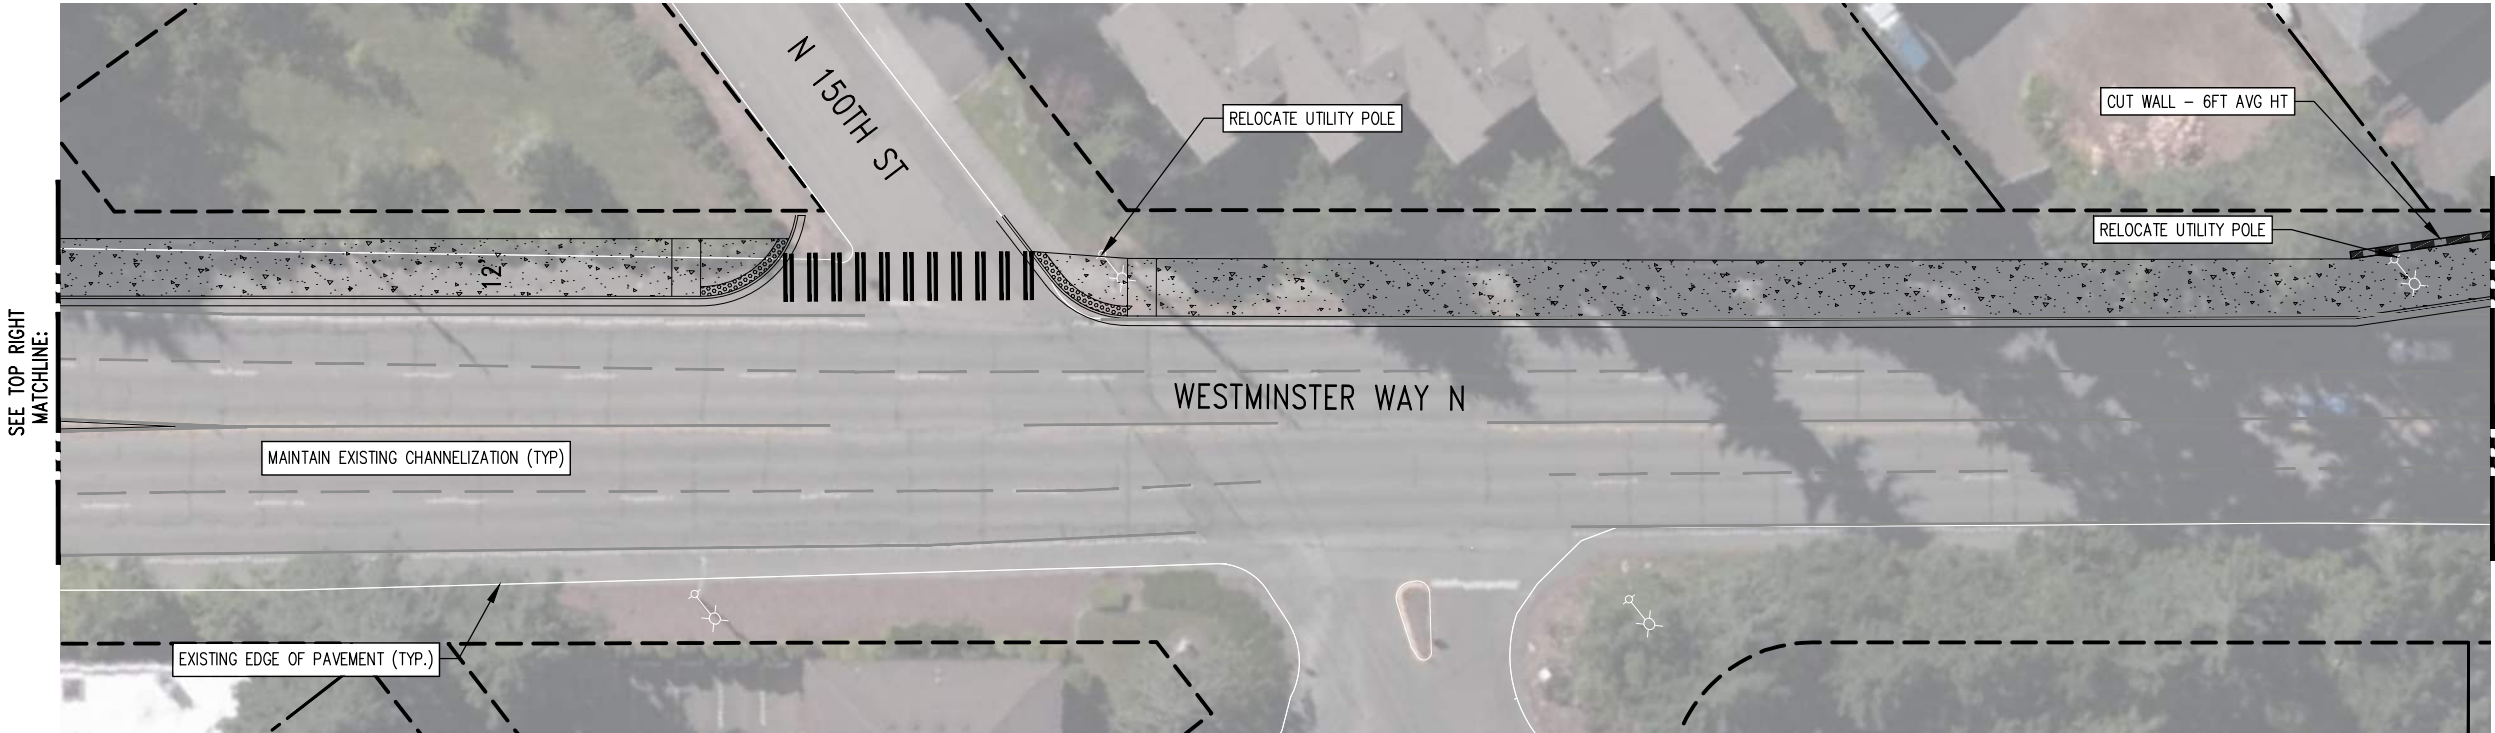 N 150TH ST
RELOCATE UTILITY POLE
CUT WALL - 6FT AVG HT
RELOCATE UTILITY POLE
12'
SEE TOP RIGHT
MATCHLINE:
WESTMINSTER WAY N
MAINTAIN EXISTING CHANNELIZATION (TYP)
EXISTING EDGE OF PAVEMENT (TYP.)